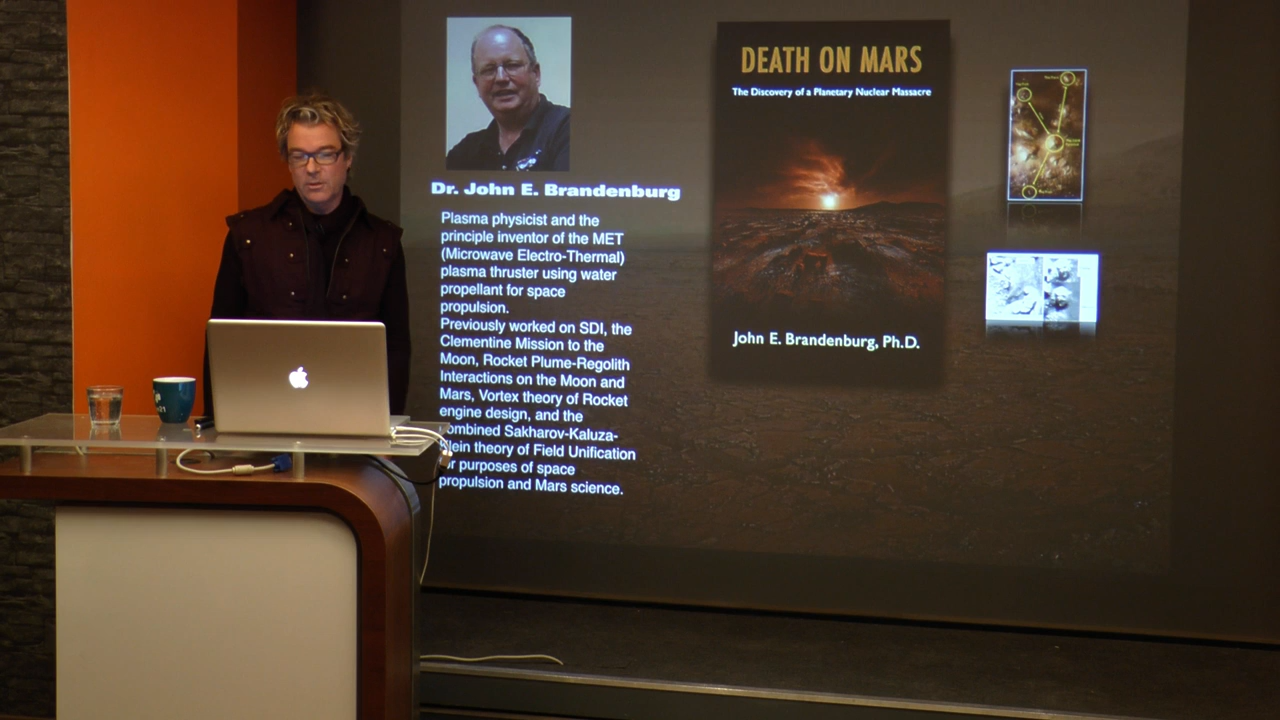 Dr. John E. Brandenburg
Plasma physicist and the
principle inventor of the MET
(Microwave Electro-Thermal)
plasma thruster using water
propellant for space
propulsion.
Previously worked on SDI, the
Clementine Mission to the
Moon, Rocket Plume-Regolith
Interactions on the Moon and
Mars, Vortex theory of Rocket
engine design, and the
ombined Sakharov-Kaluza-
lein theory of Field Unification
r purposes of space
propulsion and Mars science.
DEATH ON MARS
The Discovery of a Planetary Nuclear Massacre
John E. Brandenburg, Ph.D.